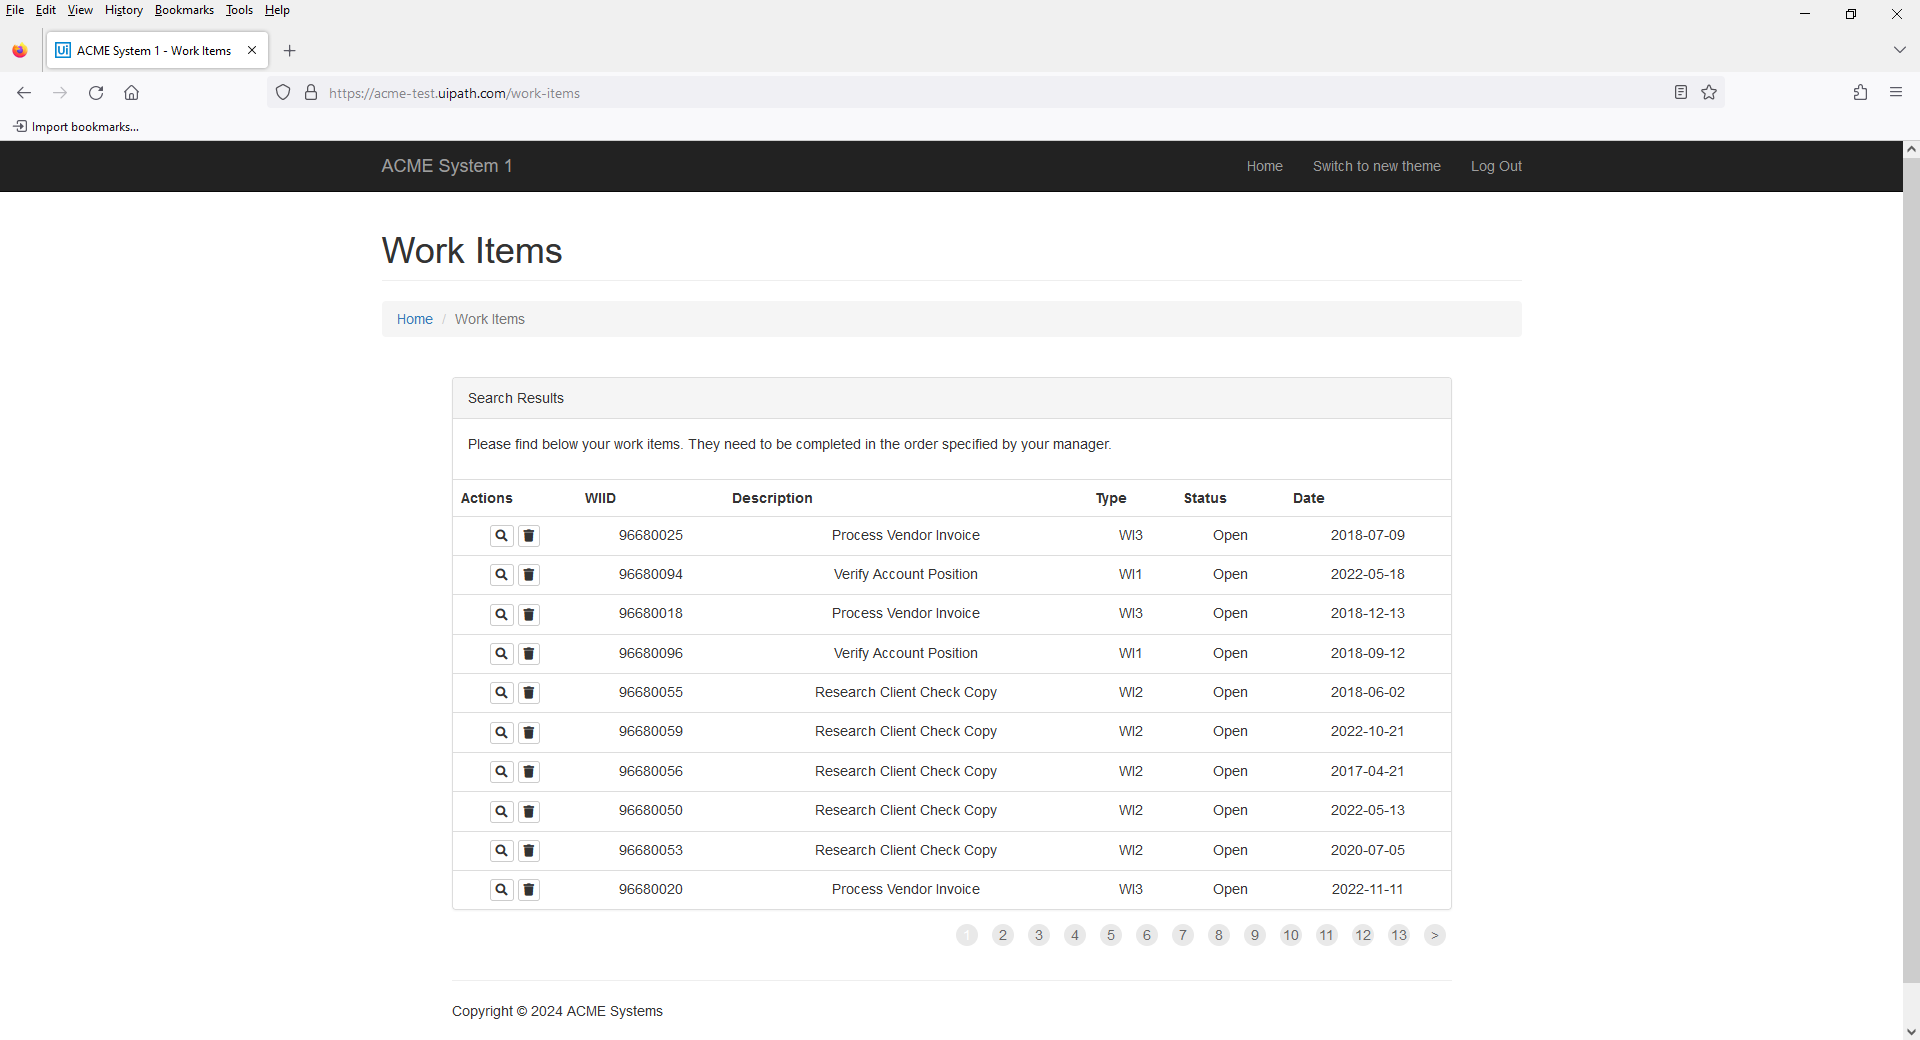 File Edit View History Bookmarks Tools Help
ACME System 1 - Work Items
https://acme-test.uipath.com/work-items
Import bookmarks...
ACME System 1 Home Switch to new theme Log Out
Work Items
Home / Work Items
Search Results
Please find below your work items. They need to be completed in the order specified by your manager.
Actions WIID Description Type Status Date
96680025 Process Vendor Invoice WI3 Open 2018-07-09
96680094 Verify Account Position WI1 Open 2022-05-18
96680018 Process Vendor Invoice WI3 Open 2018-12-13
96680096 Verify Account Position WI1 Open 2018-09-12
96680055 Research Client Check Copy WI2 Open 2018-06-02
96680059 Research Client Check Copy WI2 Open 2022-10-21
96680056 Research Client Check Copy WI2 Open 2017-04-21
96680050 Research Client Check Copy WI2 Open 2022-05-13
96680053 Research Client Check Copy WI2 Open 2020-07-05
96680020 Process Vendor Invoice WI3 Open 2022-11-11
1 2 3 4 5 6 7 8 9 10 11 12 13 >
Copyright © 2024 ACME Systems